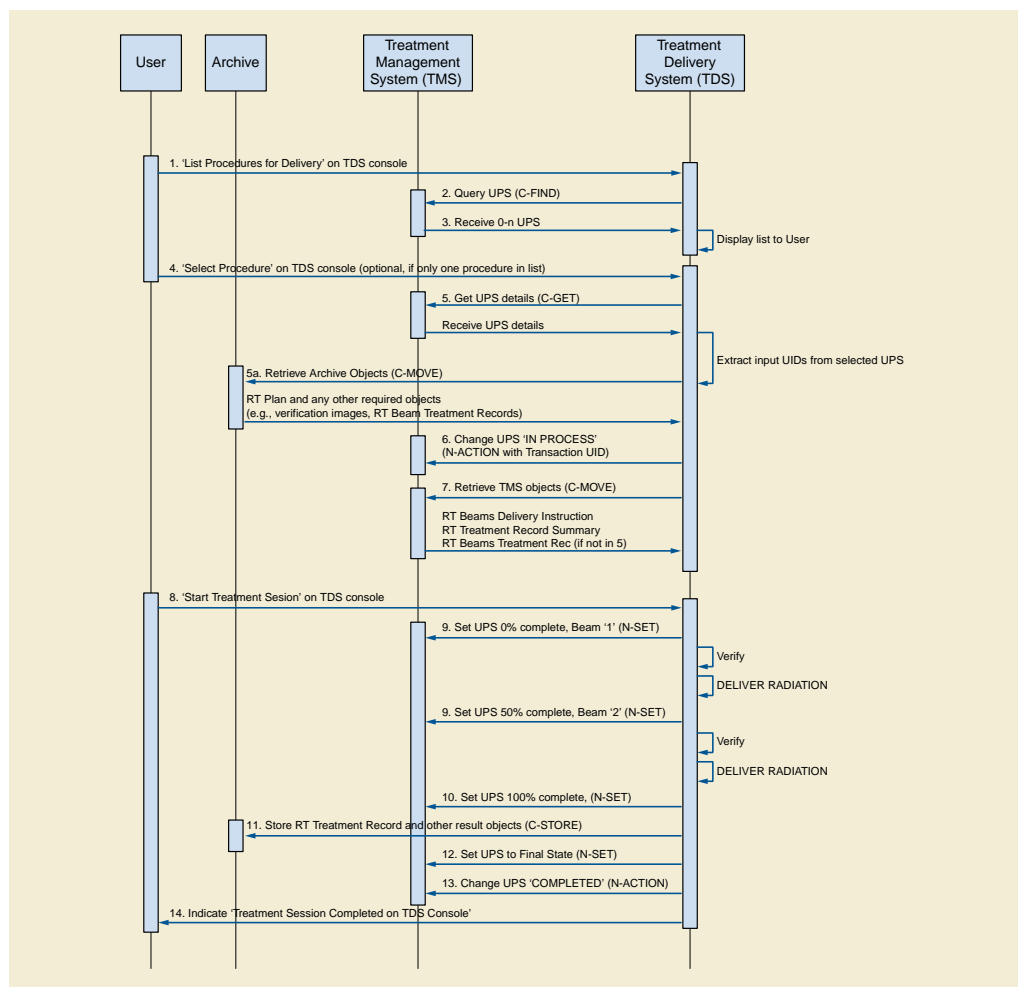 User
Archive
Treatment
Management
System (TMS)
Treatment
Delivery
System (TDS)
1. ‘List Procedures for Delivery’ on TDS console
2. Query UPS (C-FIND)
3. Receive 0-n UPS
Display list to User
4. ‘Select Procedure’ on TDS console (optional, if only one procedure in list)
5. Get UPS details (C-GET)
Receive UPS details
Extract input UIDs from selected UPS
5a. Retrieve Archive Objects (C-MOVE)
RT Plan and any other required objects
(e.g., verification images, RT Beam Treatment Records)
6. Change UPS ‘IN PROCESS’
(N-ACTION with Transaction UID)
7. Retrieve TMS objects (C-MOVE)
RT Beams Delivery Instruction
RT Treatment Record Summary
RT Beams Treatment Rec (if not in 5)
8. ‘Start Treatment Sesion’ on TDS console
9. Set UPS 0% complete, Beam ‘1’ (N-SET)
Verify
DELIVER RADIATION
9. Set UPS 50% complete, Beam ‘2’ (N-SET)
Verify
DELIVER RADIATION
10. Set UPS 100% complete, (N-SET)
11. Store RT Treatment Record and other result objects (C-STORE)
12. Set UPS to Final State (N-SET)
13. Change UPS ‘COMPLETED’ (N-ACTION)
14. Indicate ‘Treatment Session Completed on TDS Console’